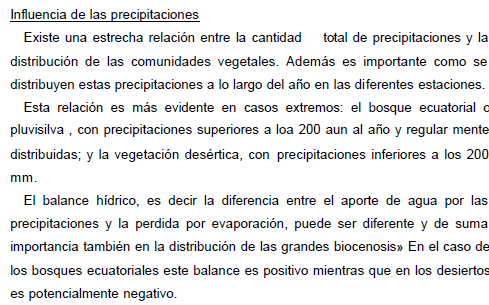 Influencia de las precipitaciones
Existe una estrecha relación entre la cantidad total de precipitaciones y la
distribución de las comunidades vegetales. Además es importante como se
distribuyen estas precipitaciones a lo largo del año en las diferentes estaciones.
Esta relación es más evidente en casos extremos: el bosque ecuatorial o
pluvisilva , con precipitaciones superiores a loa 200 aun al año y regular mente
distribuidas; y la vegetación desértica, con precipitaciones inferiores a los 200
mm.
El balance hídrico, es decir la diferencia entre el aporte de agua por las
precipitaciones y la perdida por evaporación, puede ser diferente y de suma
importancia también en la distribución de las grandes biocenosis» En el caso de
los bosques ecuatoriales este balance es positivo mientras que en los desiertos
es potencialmente negativo.